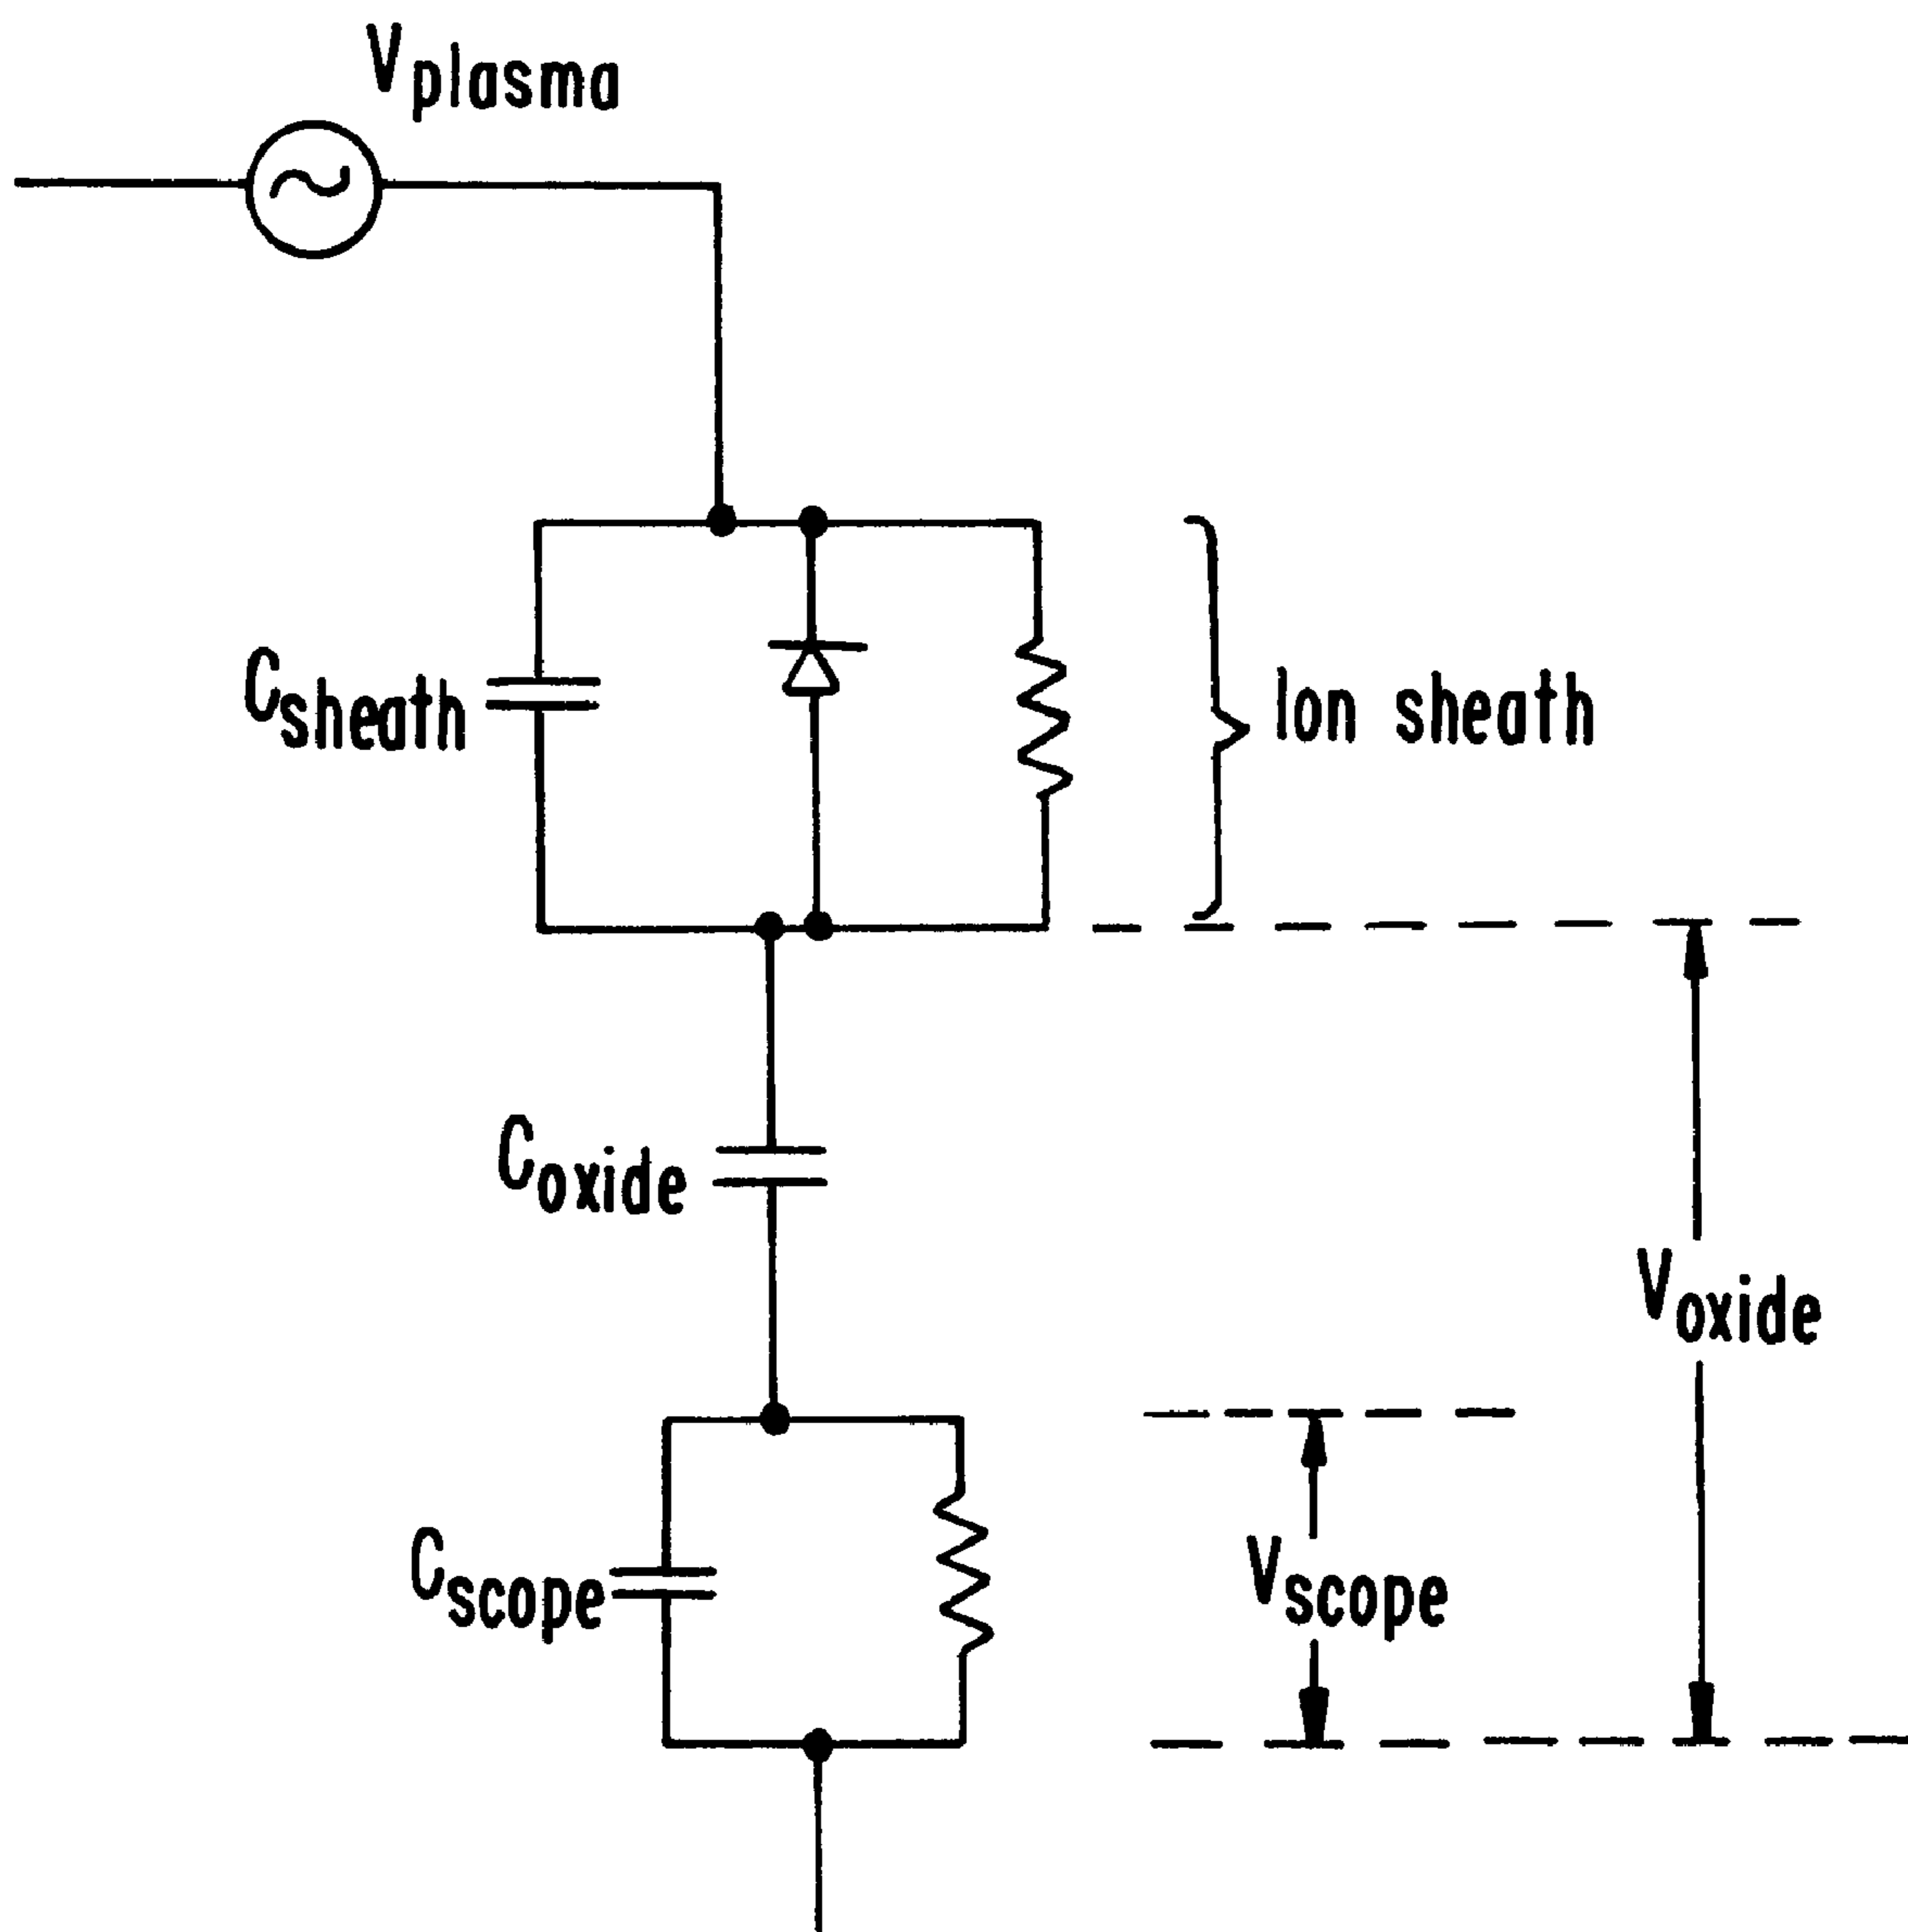 Vplasma
Csheath
Ion sheath
Coxide
Voxide
Cscope
Vscope